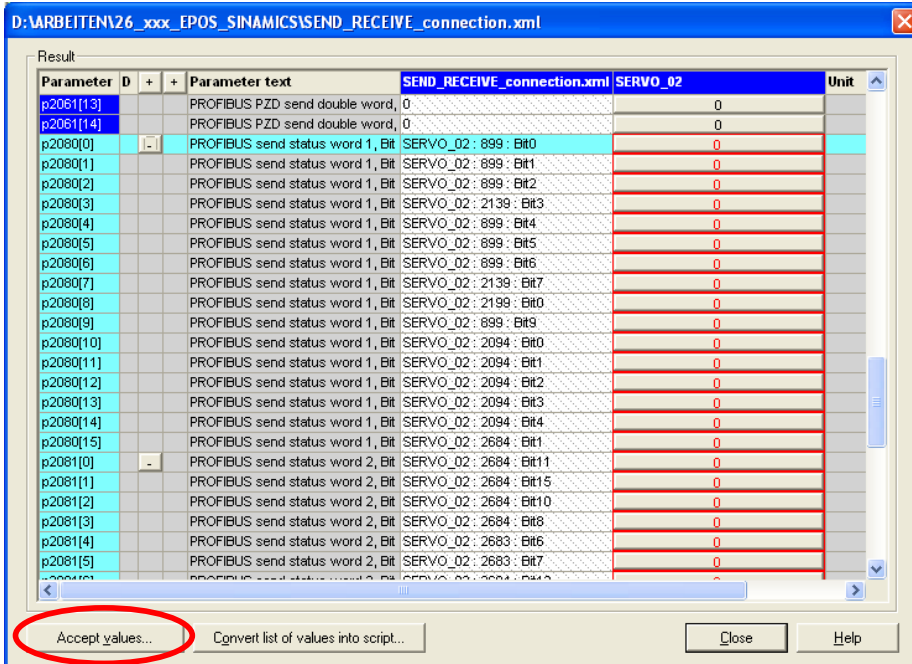 D:\ARBEITEN\26_xxx_EPOS_SINAMICS\SEND_RECEIVE_connection.xml
Result
Parameter D + + Parameter text SEND_RECEIVE_connection.xml SERVO_02 Unit
p2061[13] PROFIBUS PZD send double word, 0 0
p2061[14] PROFIBUS PZD send double word, 0 0
p2080[0] - PROFIBUS send status word 1, Bit SERVO_02 : 899 : Bit0 0
p2080[1] PROFIBUS send status word 1, Bit SERVO_02 : 899 : Bit1 0
p2080[2] PROFIBUS send status word 1, Bit SERVO_02 : 899 : Bit2 0
p2080[3] PROFIBUS send status word 1, Bit SERVO_02 : 2139 : Bit3 0
p2080[4] PROFIBUS send status word 1, Bit SERVO_02 : 899 : Bit4 0
p2080[5] PROFIBUS send status word 1, Bit SERVO_02 : 899 : Bit5 0
p2080[6] PROFIBUS send status word 1, Bit SERVO_02 : 899 : Bit6 0
p2080[7] PROFIBUS send status word 1, Bit SERVO_02 : 2139 : Bit7 0
p2080[8] PROFIBUS send status word 1, Bit SERVO_02 : 2199 : Bit0 0
p2080[9] PROFIBUS send status word 1, Bit SERVO_02 : 899 : Bit9 0
p2080[10] PROFIBUS send status word 1, Bit SERVO_02 : 2094 : Bit0 0
p2080[11] PROFIBUS send status word 1, Bit SERVO_02 : 2094 : Bit1 0
p2080[12] PROFIBUS send status word 1, Bit SERVO_02 : 2094 : Bit2 0
p2080[13] PROFIBUS send status word 1, Bit SERVO_02 : 2094 : Bit3 0
p2080[14] PROFIBUS send status word 1, Bit SERVO_02 : 2094 : Bit4 0
p2080[15] PROFIBUS send status word 1, Bit SERVO_02 : 2684 : Bit1 0
p2081[0] - PROFIBUS send status word 2, Bit SERVO_02 : 2684 : Bit11 0
p2081[1] PROFIBUS send status word 2, Bit SERVO_02 : 2684 : Bit15 0
p2081[2] PROFIBUS send status word 2, Bit SERVO_02 : 2684 : Bit10 0
p2081[3] PROFIBUS send status word 2, Bit SERVO_02 : 2684 : Bit8 0
p2081[4] PROFIBUS send status word 2, Bit SERVO_02 : 2683 : Bit6 0
p2081[5] PROFIBUS send status word 2, Bit SERVO_02 : 2683 : Bit7 0
Accept values... Convert list of values into script... Close Help